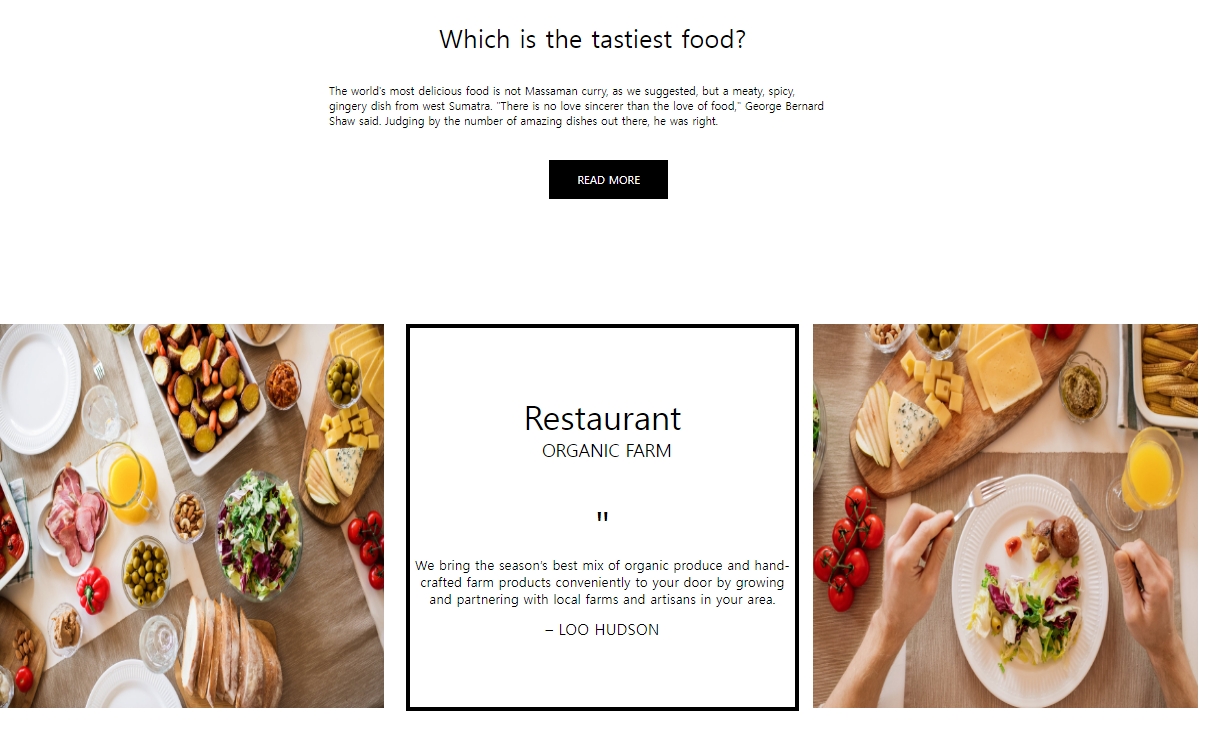 Which is the tastiest food?
The world's most delicious food is not Massaman curry, as we suggested, but a meaty, spicy,
gingery dish from west Sumatra. "There is no love sincerer than the love of food," George Bernard
Shaw said. Judging by the number of amazing dishes out there, he was right.
READ MORE
Restaurant
ORGANIC FARM
"
We bring the season's best mix of organic produce and hand-
crafted farm products conveniently to your door by growing
and partnering with local farms and artisans in your area.
– LOO HUDSON